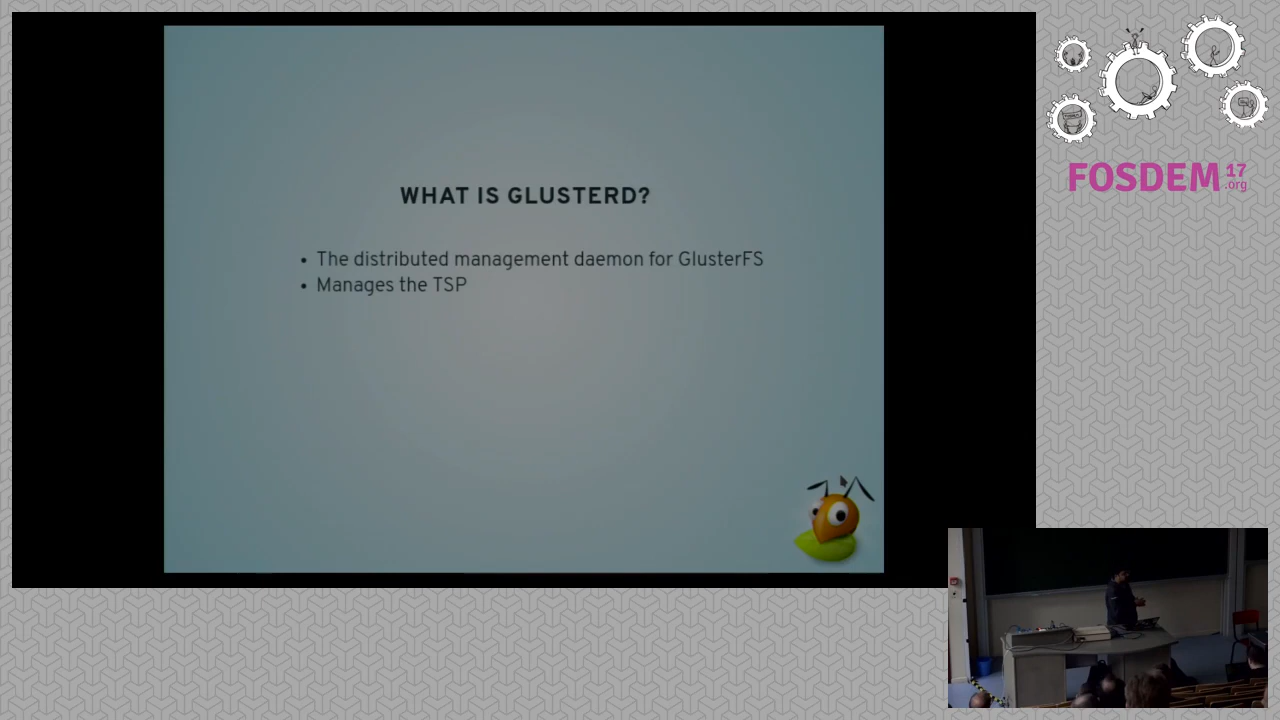 WHAT IS GLUSTERD?
• The distributed management daemon for GlusterFS
• Manages the TSP
FOSDEM 17
.org